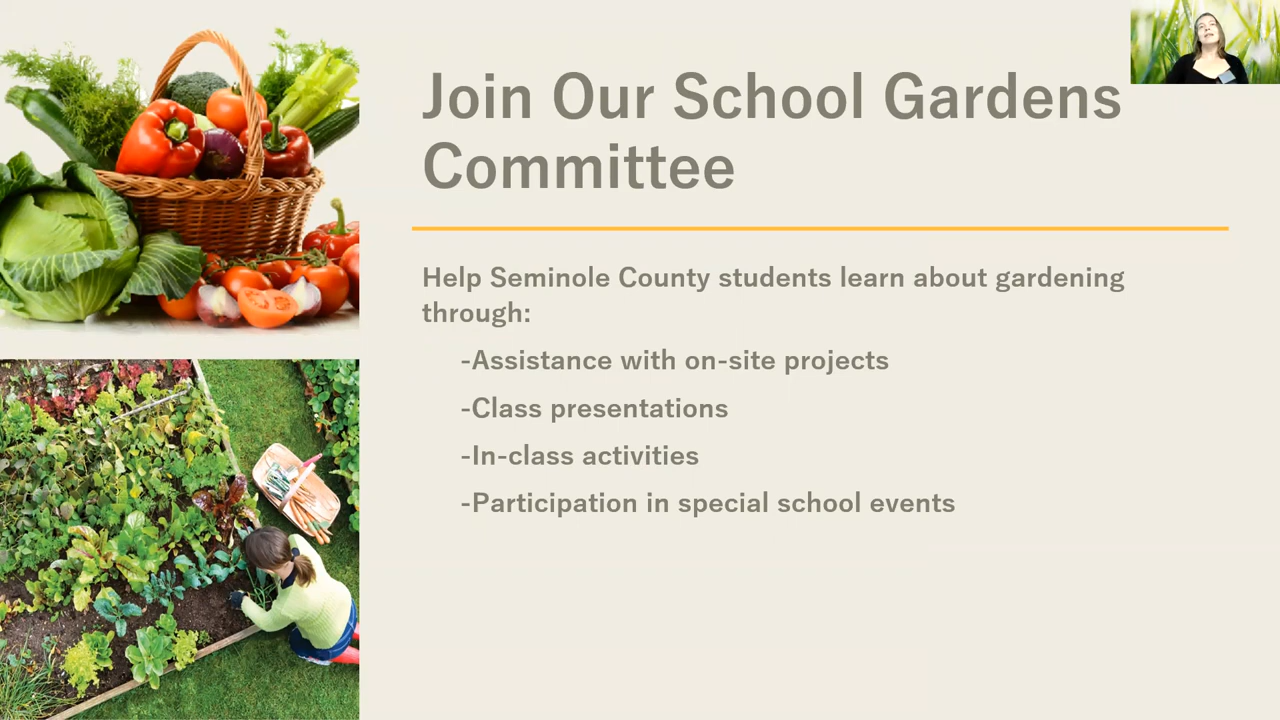 Join Our School Gardens
Committee
Help Seminole County students learn about gardening
through:
-Assistance with on-site projects
-Class presentations
-In-class activities
-Participation in special school events